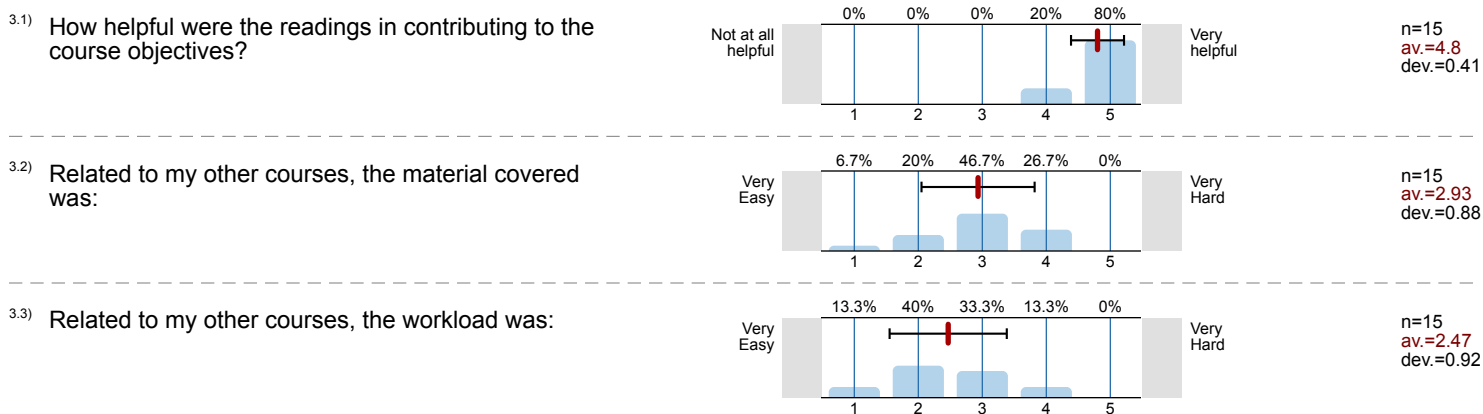 3.1) How helpful were the readings in contributing to the
course objectives?
0% 0% 0% 20% 80%
Not at all
helpful
Very
helpful
1 2 3 4 5
n=15
av.=4.8
dev.=0.41
3.2) Related to my other courses, the material covered
was:
6.7% 20% 46.7% 26.7% 0%
Very
Easy
Very
Hard
1 2 3 4 5
n=15
av.=2.93
dev.=0.88
3.3) Related to my other courses, the workload was:
13.3% 40% 33.3% 13.3% 0%
Very
Easy
Very
Hard
1 2 3 4 5
n=15
av.=2.47
dev.=0.92